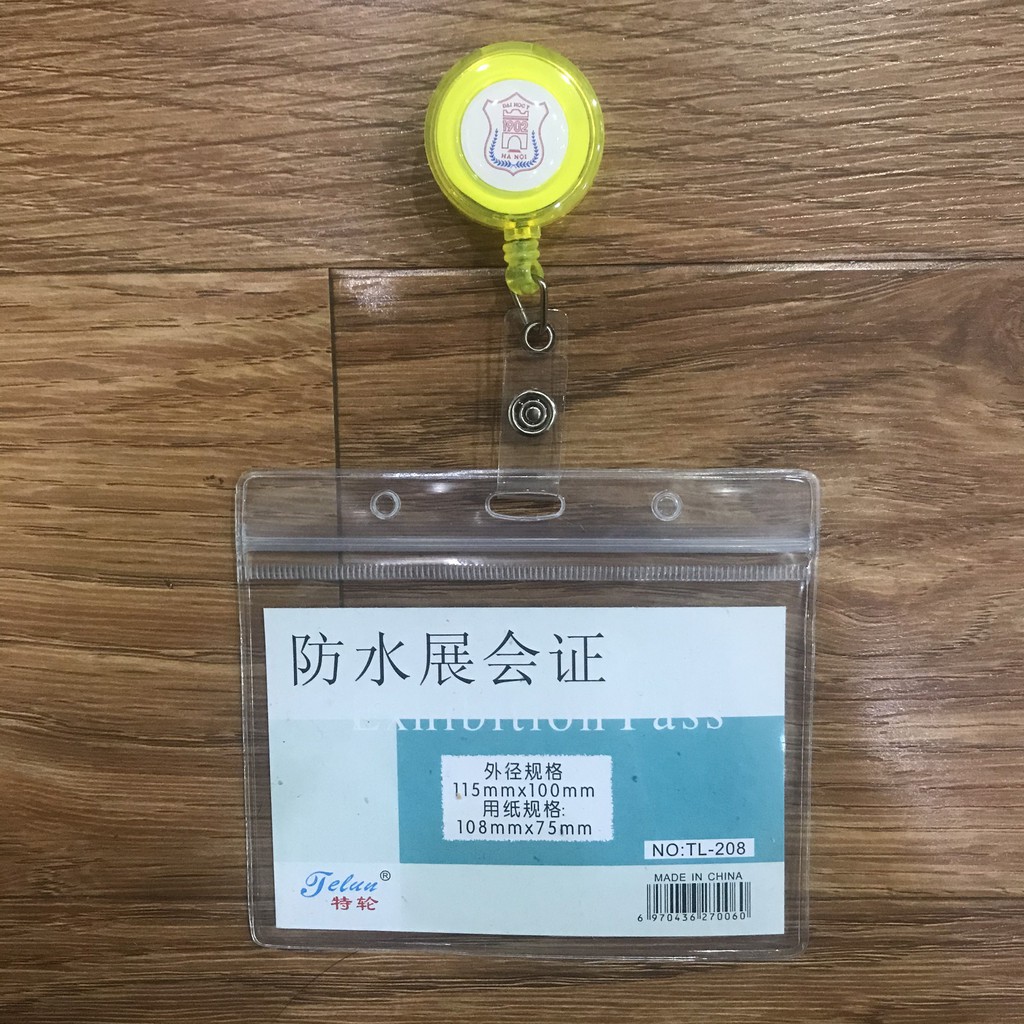 ĐẠI HỌC Y
1902
HÀ NỘI
防水展会证
Exhibition Pass
外径规格
115mmx100mm
用纸规格:
108mmx75mm
NO:TL-208
MADE IN CHINA
6 970436 270060
Telun®
特轮